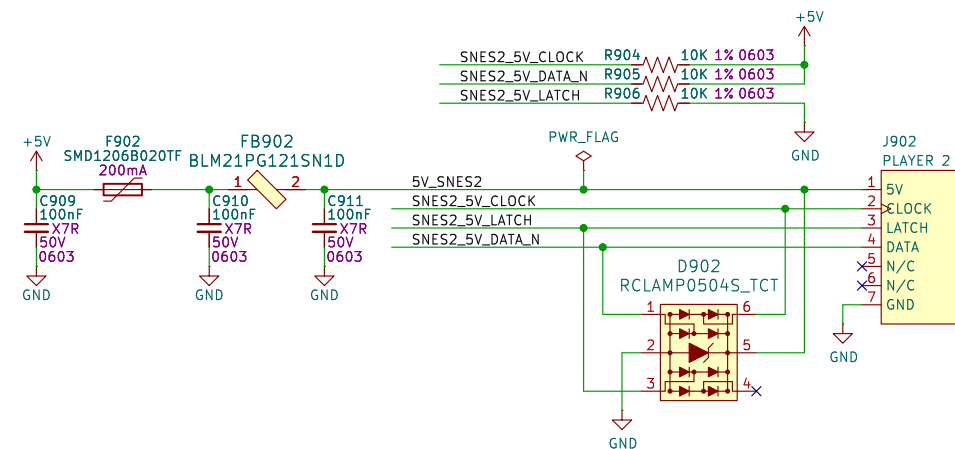 +5V
SNES2_5V_CLOCK R904 10K 1% 0603
SNES2_5V_DATA_N R905 10K 1% 0603
SNES2_5V_LATCH R906 10K 1% 0603
GND
+5V
F902
SMD1206B020TF
200mA
FB902
BLM21PG121SN1D
1 2
C909
100nF
X7R
50V
0603
GND
C910
100nF
X7R
50V
0603
GND
C911
100nF
X7R
50V
0603
GND
PWR_FLAG
5V_SNES2
SNES2_5V_CLOCK
SNES2_5V_LATCH
SNES2_5V_DATA_N
D902
RCLAMP0504S_TCT
1 6
2 5
3 4
GND
J902
PLAYER 2
1 5V
2 CLOCK
3 LATCH
4 DATA
5 N/C
6 N/C
7 GND
GND